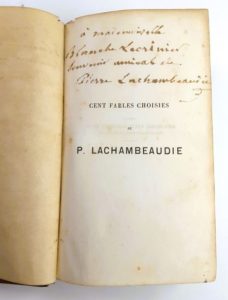 à Mademoiselle
Blanche
souvenir amical de
Pierre Lachambeaudie
CENT FABLES CHOISIES
DE
P. LACHAMBEAUDIE